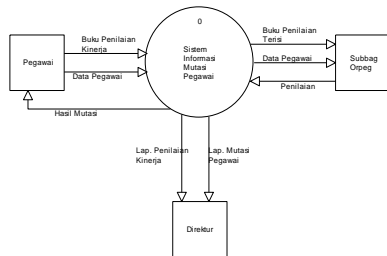 0
Sistem
Informasi
Mutasi
Pegawai
Pegawai
Buku Penilaian
Kinerja
Data Pegawai
Hasil Mutasi
Buku Penilaian
Terisi
Data Pegawai
Penilaian
Subbag
Orpeg
Lap. Penilaian
Kinerja
Lap. Mutasi
Pegawai
Direktur